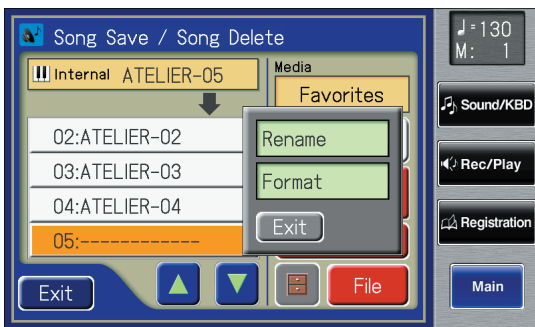 Song Save / Song Delete
Internal ATELIER-05
Media
Favorites
02:ATELIER-02
03:ATELIER-03
04:ATELIER-04
05:------------
Rename
Format
Exit
Exit
File
♩=130
M: 1
Sound/KBD
Rec/Play
Registration
Main